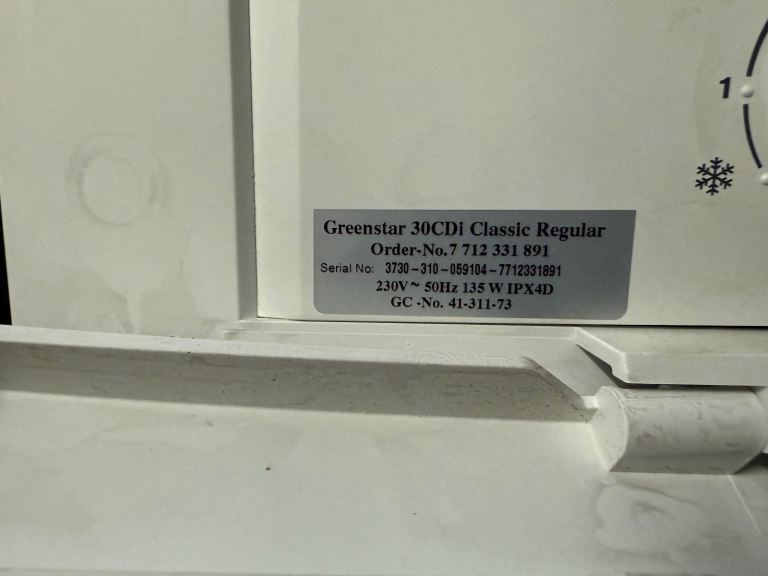 1
Greenstar 30CDi Classic Regular
Order-No.7 712 331 891
Serial No: 3730-310-059104-7712331891
230V ~ 50Hz 135 W IPX4D
GC -No. 41-311-73